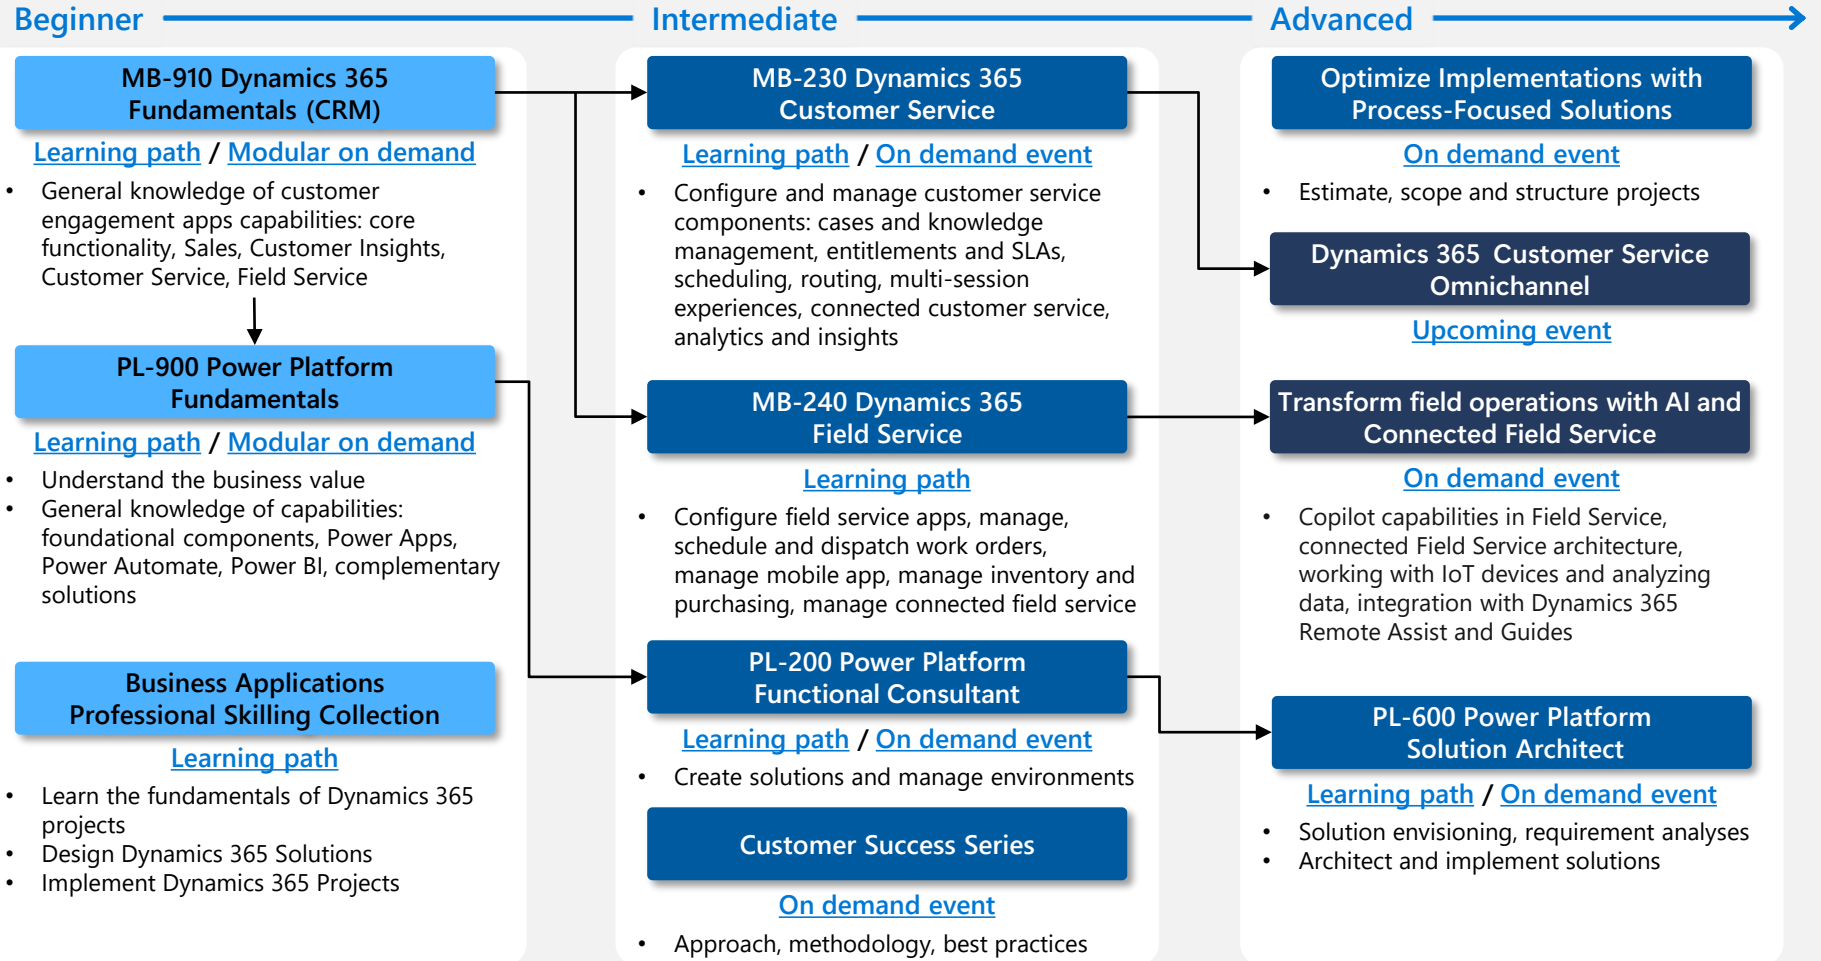 Beginner
Intermediate
Advanced
MB-910 Dynamics 365
Fundamentals (CRM)
Learning path / Modular on demand
• General knowledge of customer
engagement apps capabilities: core
functionality, Sales, Customer Insights,
Customer Service, Field Service
PL-900 Power Platform
Fundamentals
Learning path / Modular on demand
• Understand the business value
• General knowledge of capabilities:
foundational components, Power Apps,
Power Automate, Power BI, complementary
solutions
Business Applications
Professional Skilling Collection
Learning path
• Learn the fundamentals of Dynamics 365
projects
• Design Dynamics 365 Solutions
• Implement Dynamics 365 Projects
MB-230 Dynamics 365
Customer Service
Learning path / On demand event
• Configure and manage customer service
components: cases and knowledge
management, entitlements and SLAs,
scheduling, routing, multi-session
experiences, connected customer service,
analytics and insights
MB-240 Dynamics 365
Field Service
Learning path
• Configure field service apps, manage,
schedule and dispatch work orders,
manage mobile app, manage inventory and
purchasing, manage connected field service
PL-200 Power Platform
Functional Consultant
Learning path / On demand event
• Create solutions and manage environments
Customer Success Series
On demand event
• Approach, methodology, best practices
Optimize Implementations with
Process-Focused Solutions
On demand event
• Estimate, scope and structure projects
Dynamics 365 Customer Service
Omnichannel
Upcoming event
Transform field operations with AI and
Connected Field Service
On demand event
• Copilot capabilities in Field Service,
connected Field Service architecture,
working with IoT devices and analyzing
data, integration with Dynamics 365
Remote Assist and Guides
PL-600 Power Platform
Solution Architect
Learning path / On demand event
• Solution envisioning, requirement analyses
• Architect and implement solutions